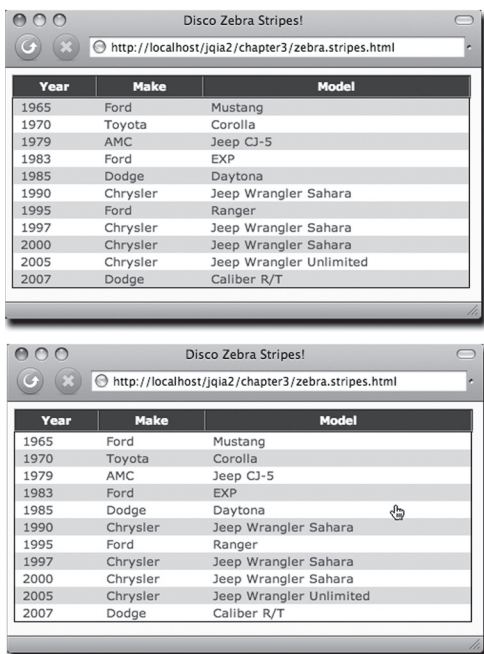 Disco Zebra Stripes!
http://localhost/jqia2/chapter3/zebra.stripes.html
Year Make Model
1965 Ford Mustang
1970 Toyota Corolla
1979 AMC Jeep CJ-5
1983 Ford EXP
1985 Dodge Daytona
1990 Chrysler Jeep Wrangler Sahara
1995 Ford Ranger
1997 Chrysler Jeep Wrangler Sahara
2000 Chrysler Jeep Wrangler Sahara
2005 Chrysler Jeep Wrangler Unlimited
2007 Dodge Caliber R/T
Disco Zebra Stripes!
http://localhost/jqia2/chapter3/zebra.stripes.html
Year Make Model
1965 Ford Mustang
1970 Toyota Corolla
1979 AMC Jeep CJ-5
1983 Ford EXP
1985 Dodge Daytona
1990 Chrysler Jeep Wrangler Sahara
1995 Ford Ranger
1997 Chrysler Jeep Wrangler Sahara
2000 Chrysler Jeep Wrangler Sahara
2005 Chrysler Jeep Wrangler Unlimited
2007 Dodge Caliber R/T